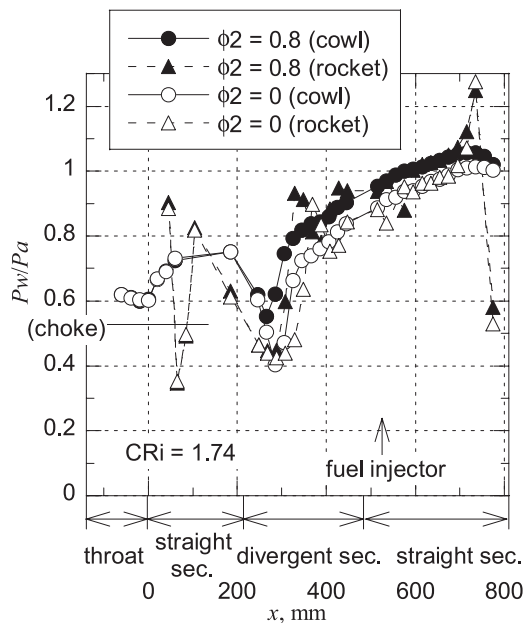 ϕ2 = 0.8 (cowl)
ϕ2 = 0.8 (rocket)
ϕ2 = 0 (cowl)
ϕ2 = 0 (rocket)
1.2
1
0.8
0.6
(choke)
0.4
0.2
0
Pw/Pa
CRi = 1.74
fuel injector
throat
straight sec.
divergent sec.
straight sec.
0 200 400 600 800
x, mm